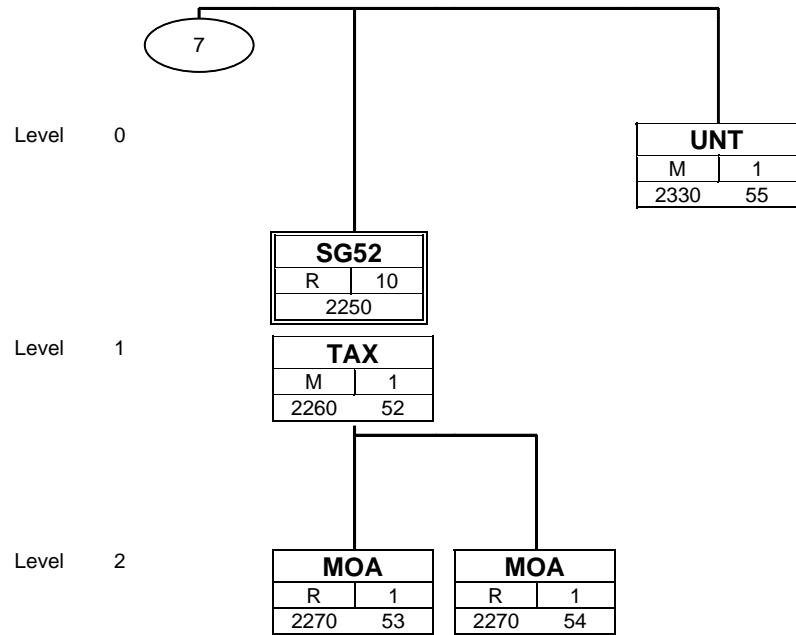 7
Level 0
UNT
M 1
2330 55
SG52
R 10
2250
Level 1
TAX
M 1
2260 52
Level 2
MOA
R 1
2270 53
MOA
R 1
2270 54